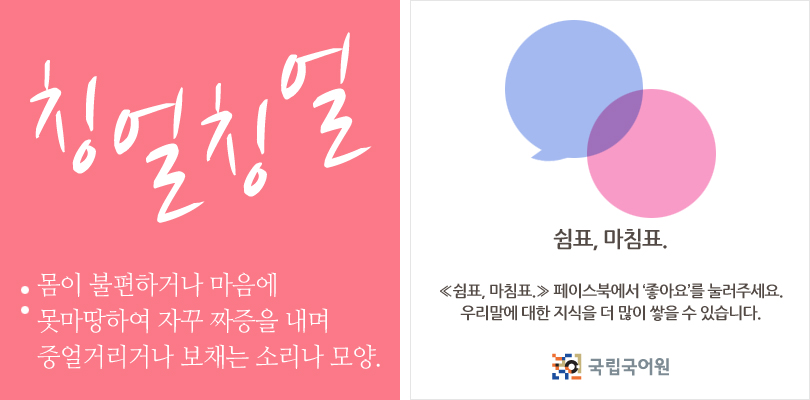 칭얼칭얼
: 몸이 불편하거나 마음에
못마땅하여 자꾸 짜증을 내며
중얼거리거나 보채는 소리나 모양.
쉼표, 마침표.
≪쉼표, 마침표.≫ 페이스북에서 ‘좋아요’를 눌러주세요.
우리말에 대한 지식을 더 많이 쌓을 수 있습니다.
국립국어원